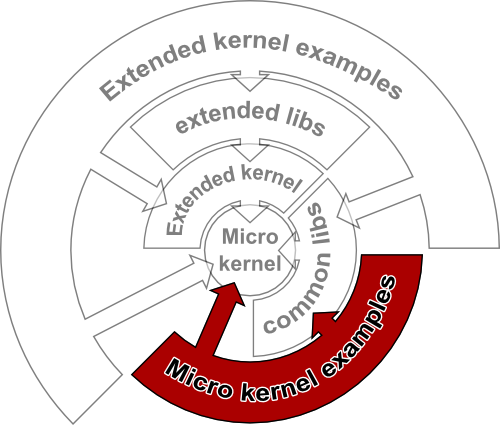 Extended kernel examples
extended libs
Extended kernel
Micro
kernel
common libs
Micro kernel examples